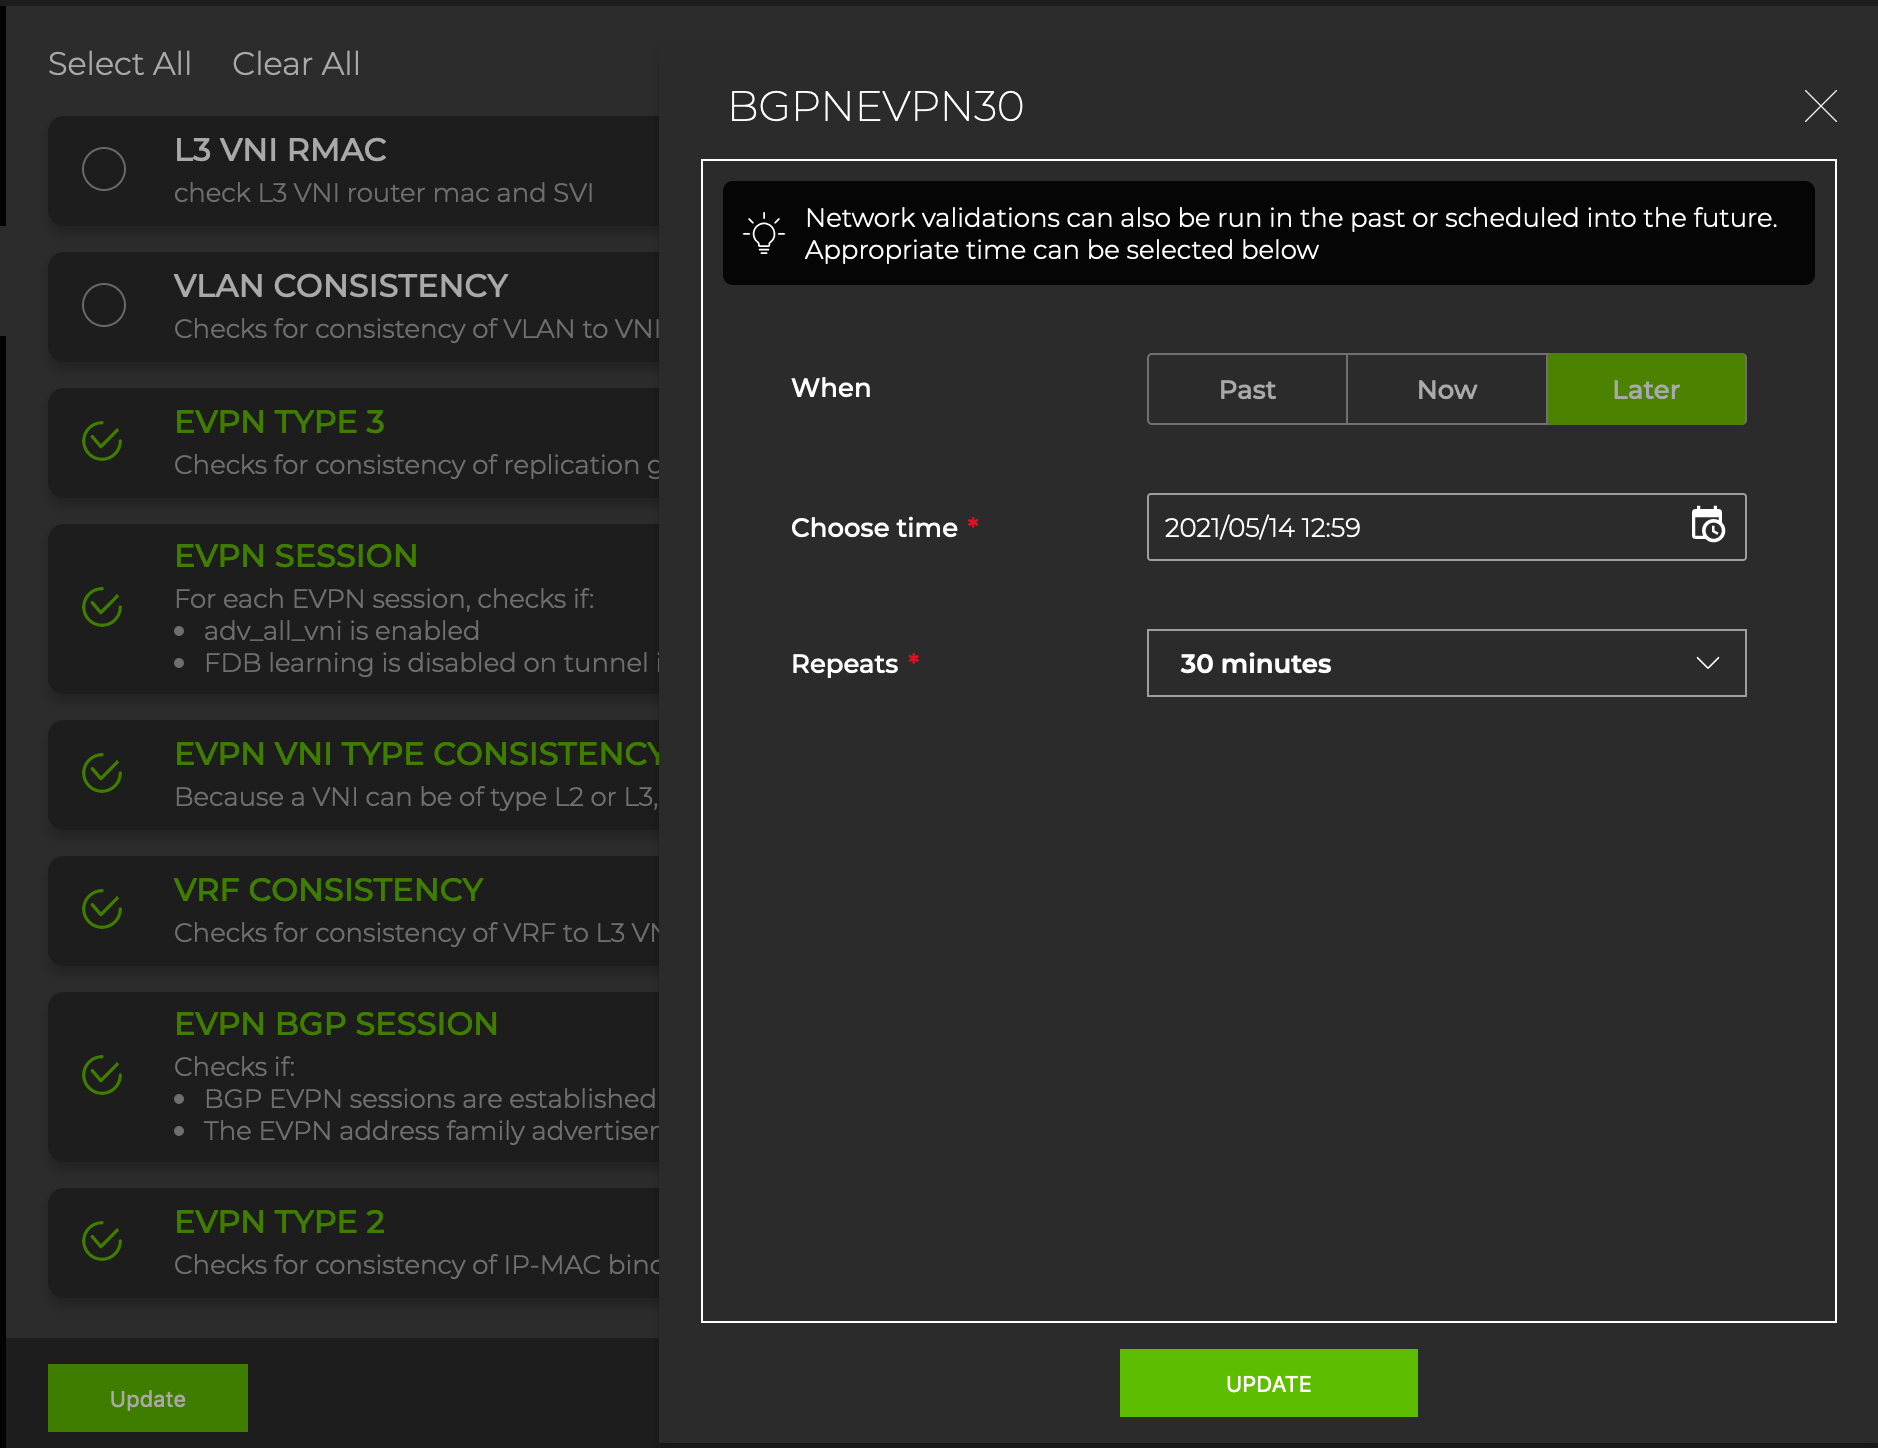 Select All Clear All
L3 VNI RMAC
check L3 VNI router mac and SVI
VLAN CONSISTENCY
Checks for consistency of VLAN to VNI
EVPN TYPE 3
Checks for consistency of replication
EVPN SESSION
For each EVPN session, checks if:
• adv_all_vni is enabled
• FDB learning is disabled on tunnel
EVPN VNI TYPE CONSISTENCY
Because a VNI can be of type L2 or L3,
VRF CONSISTENCY
Checks for consistency of VRF to L3
EVPN BGP SESSION
Checks if:
• BGP EVPN sessions are established
• The EVPN address family
EVPN TYPE 2
Checks for consistency of IP-MAC
Update
BGPNEVPN30
Network validations can also be run in the past or scheduled into the future.
Appropriate time can be selected below
When Past Now Later
Choose time * 2021/05/14 12:59
Repeats * 30 minutes
UPDATE